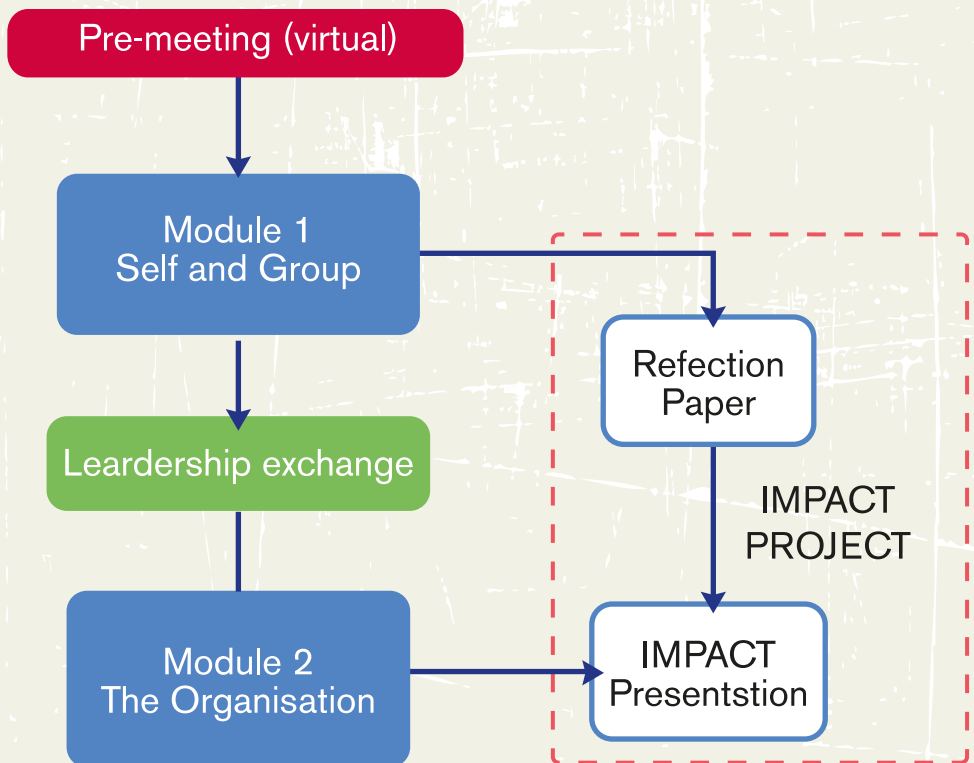 Pre-meeting (virtual)
Module 1
Self and Group
Refection
Paper
Leardership exchange
IMPACT
PROJECT
Module 2
The Organisation
IMPACT
Presentstion